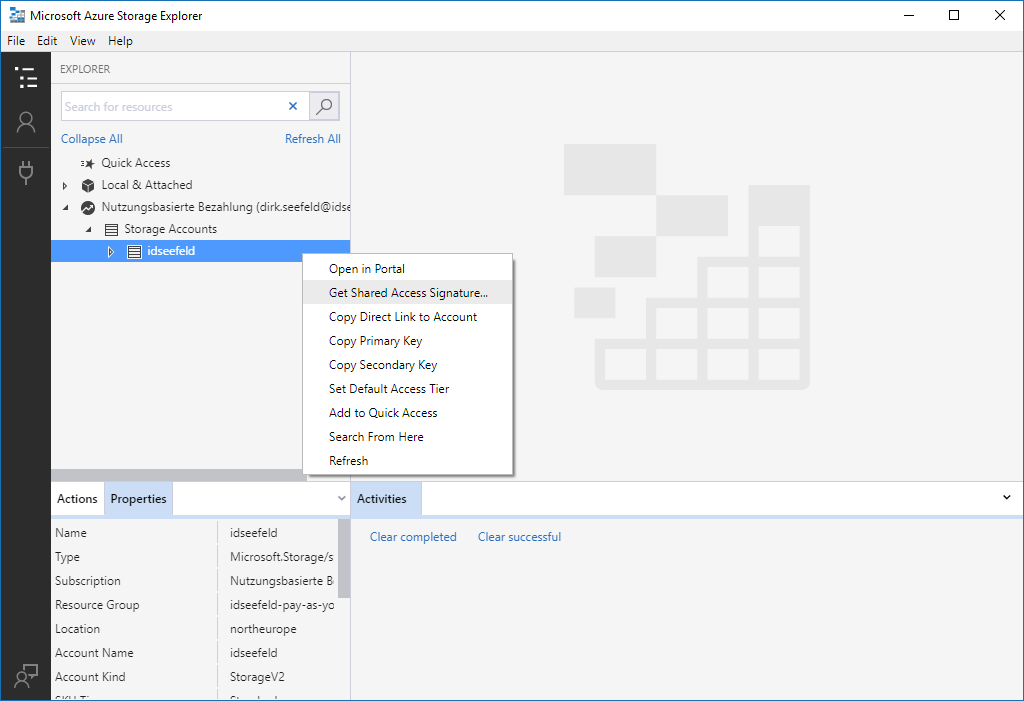 Microsoft Azure Storage Explorer
File Edit View Help
EXPLORER
Search for resources
Collapse All Refresh All
Quick Access
Local & Attached
Nutzungsbasierte Bezahlung (dirk.seefeld@idse
Storage Accounts
idseefeld
Open in Portal
Get Shared Access Signature...
Copy Direct Link to Account
Copy Primary Key
Copy Secondary Key
Set Default Access Tier
Add to Quick Access
Search From Here
Refresh
Actions Properties
Name idseefeld
Type Microsoft.Storage/s
Subscription Nutzungsbasierte B
Resource Group idseefeld-pay-as-yo
Location northeurope
Account Name idseefeld
Account Kind StorageV2
Activities
Clear completed Clear successful